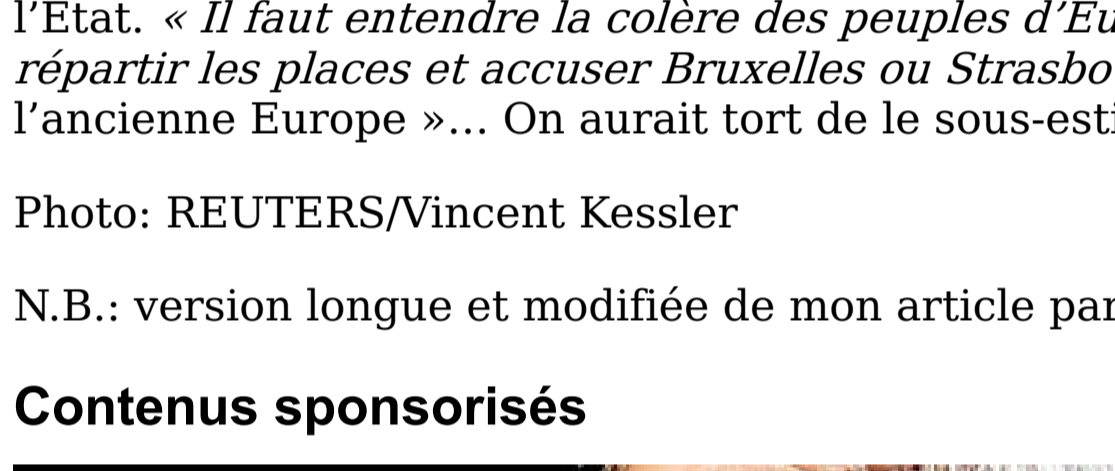 l’État. « Il faut entendre la colère des peuples d’Eu
répartir les places et accuser Bruxelles ou Strasbo
l’ancienne Europe »… On aurait tort de le sous-esti
Photo: REUTERS/Vincent Kessler
N.B.: version longue et modifiée de mon article par
Contenus sponsorisés